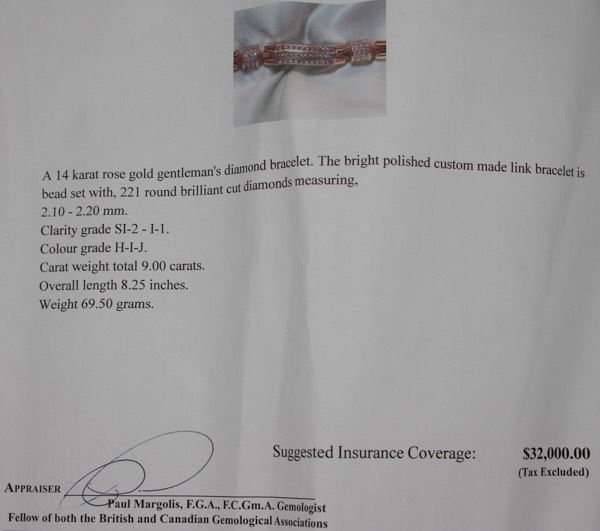 A 14 karat rose gold gentleman's diamond bracelet. The bright polished custom made link bracelet is
bead set with, 221 round brilliant cut diamonds measuring,
2.10 - 2.20 mm.
Clarity grade SI-2 - I-1.
Colour grade H-I-J.
Carat weight total 9.00 carats.
Overall length 8.25 inches.
Weight 69.50 grams.
Suggested Insurance Coverage: $32,000.00
(Tax Excluded)
APPRAISER
Paul Margolis, F.G.A., F.C.Gm.A. Gemologist
Fellow of both the British and Canadian Gemological Associations